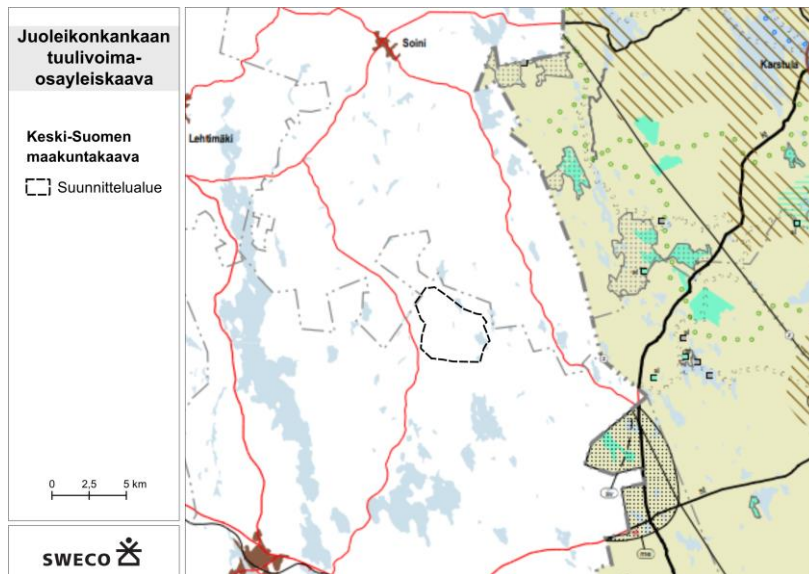 Juoleikonkankaan
tuulivoima-
osayleiskaava
Keski-Suomen
maakuntakaava
Suunnittelualue
0 2,5 5 km
SWECO
Soini
Lehtimäki
Karstula